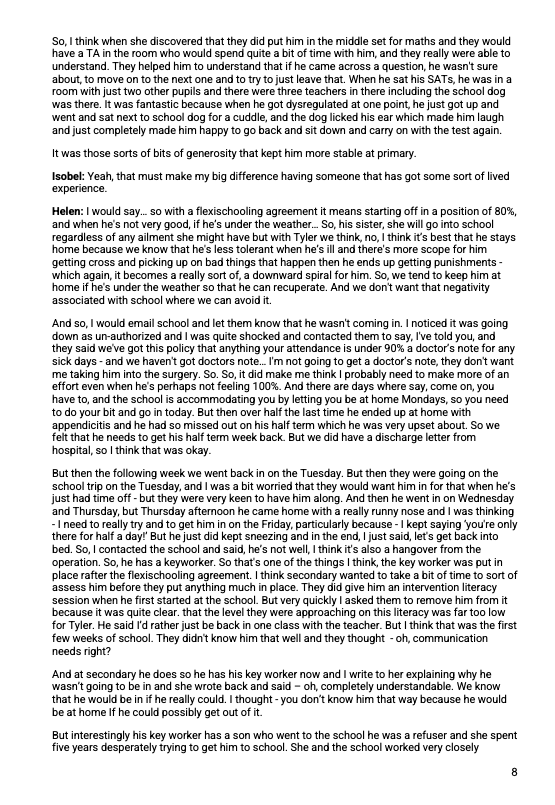 So, I think when she discovered that they did put him in the middle set for maths and they would
have a TA in the room who would spend quite a bit of time with him, and they really were able to
understand. They helped him to understand that if he came across a question, he wasn't sure
about, to move on to the next one and to try to just leave that. When he sat his SATs, he was in a
room with just two other pupils and there were three teachers in there including the school dog
was there. It was fantastic because when he got dysregulated at one point, he just got up and
went and sat next to school dog for a cuddle, and the dog licked his ear which made him laugh
and just completely made him happy to go back and sit down and carry on with the test again.
It was those sorts of bits of generosity that kept him more stable at primary.
Isobel: Yeah, that must make my big difference having someone that has got some sort of lived
experience.
Helen: I would say… so with a flexischooling agreement it means starting off in a position of 80%,
and when he's not very good, if he's under the weather… So, his sister, she will go into school
regardless of any ailment she might have but with Tyler we think, no, I think it's best that he stays
home because we know that he's less tolerant when he's ill and there's more scope for him
getting cross and picking up on bad things that happen then he ends up getting punishments -
which again, it becomes a really sort of, a downward spiral for him. So, we tend to keep him at
home if he's under the weather so that he can recuperate. And we don't want that negativity
associated with school where we can avoid it.
And so, I would email school and let them know that he wasn't coming in. I noticed it was going
down as un-authorized and I was quite shocked and contacted them to say, I've told you, and
they said we've got this policy that anything your attendance is under 90% a doctor's note for any
sick days - and we haven't got doctors note… I'm not going to get a doctor's note, they don't want
me taking him into the surgery. So. So, it did make me think I probably need to make more of an
effort even when he's perhaps not feeling 100%. And there are days where say, come on, you
have to, and the school is accommodating you by letting you be at home Mondays, so you need
to do your bit and go in today. But then over half the last time he ended up at home with
appendicitis and he had so missed out on his half term which he was very upset about. So we
felt that he needs to get his half term week back. But we did have a discharge letter from
hospital, so I think that was okay.
But then the following week we went back in on the Tuesday. But then they were going on the
school trip on the Tuesday, and I was a bit worried that they would want him in for that when he's
just had time off - but they were very keen to have him along. And then he went in on Wednesday
and Thursday, but Thursday afternoon he came home with a really runny nose and I was thinking
- I need to really try and to get him in on the Friday, particularly because - I kept saying 'you're only
there for half a day!' But he just did kept sneezing and in the end, I just said, let's get back into
bed. So, I contacted the school and said, he's not well, I think it's also a hangover from the
operation. So, he has a keyworker. So that's one of the things I think, the key worker was put in
place rafter the flexischooling agreement. I think secondary wanted to take a bit of time to sort of
assess him before they put anything much in place. They did give him an intervention literacy
session when he first started at the school. But very quickly I asked them to remove him from it
because it was quite clear. that the level they were approaching on this literacy was far too low
for Tyler. He said I'd rather just be back in one class with the teacher. But I think that was the first
few weeks of school. They didn't know him that well and they thought - oh, communication
needs right?
And at secondary he does so he has his key worker now and I write to her explaining why he
wasn't going to be in and she wrote back and said – oh, completely understandable. We know
that he would be in if he really could. I thought - you don't know him that way because he would
be at home If he could possibly get out of it.
But interestingly his key worker has a son who went to the school he was a refuser and she spent
five years desperately trying to get him to school. She and the school worked very closely
8